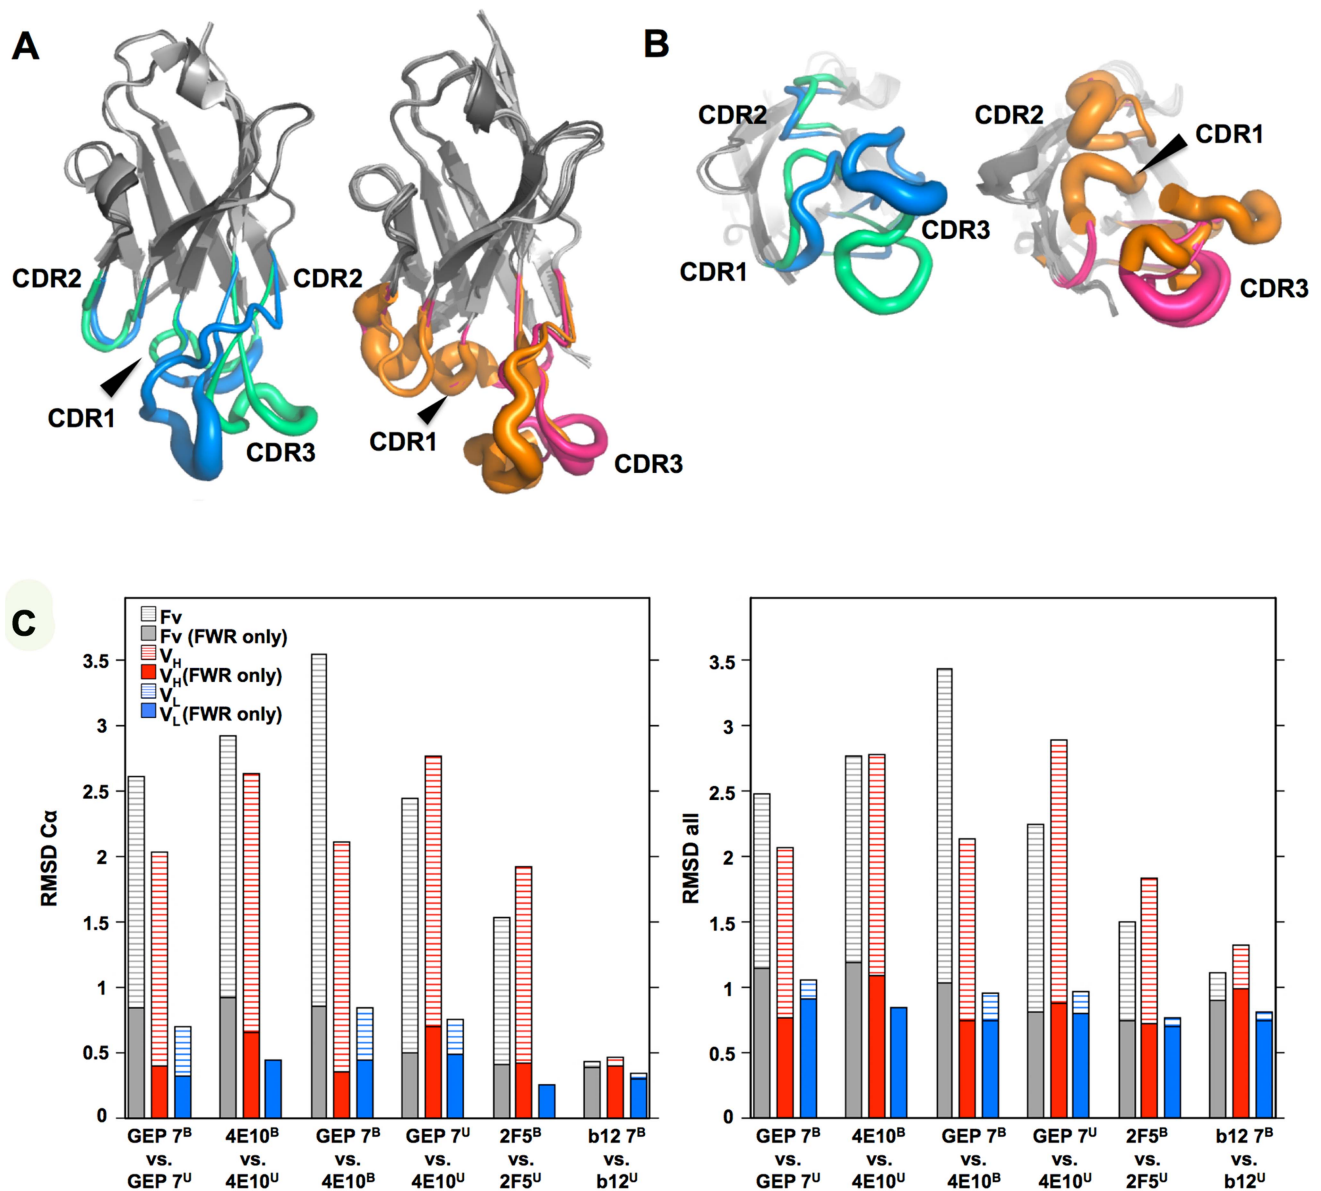 A
B
CDR2
CDR2
CDR1
CDR3
CDR1
CDR3
CDR2
CDR1
CDR3
CDR2
CDR1
CDR3
C
Fv
Fv (FWR only)
V_H
V_H (FWR only)
V_L
V_L (FWR only)
RMSD Cα
3.5
3
2.5
2
1.5
1
0.5
0
GEP 7ᴮ vs. GEP 7ᵁ
4E10ᴮ vs. 4E10ᵁ
GEP 7ᴮ vs. 4E10ᴮ
GEP 7ᵁ vs. 4E10ᵁ
2F5ᴮ vs. 2F5ᵁ
b12 7ᴮ vs. b12ᵁ
RMSD all
3.5
3
2.5
2
1.5
1
0.5
0
GEP 7ᴮ vs. GEP 7ᵁ
4E10ᴮ vs. 4E10ᵁ
GEP 7ᴮ vs. 4E10ᴮ
GEP 7ᵁ vs. 4E10ᵁ
2F5ᴮ vs. 2F5ᵁ
b12 7ᴮ vs. b12ᵁ